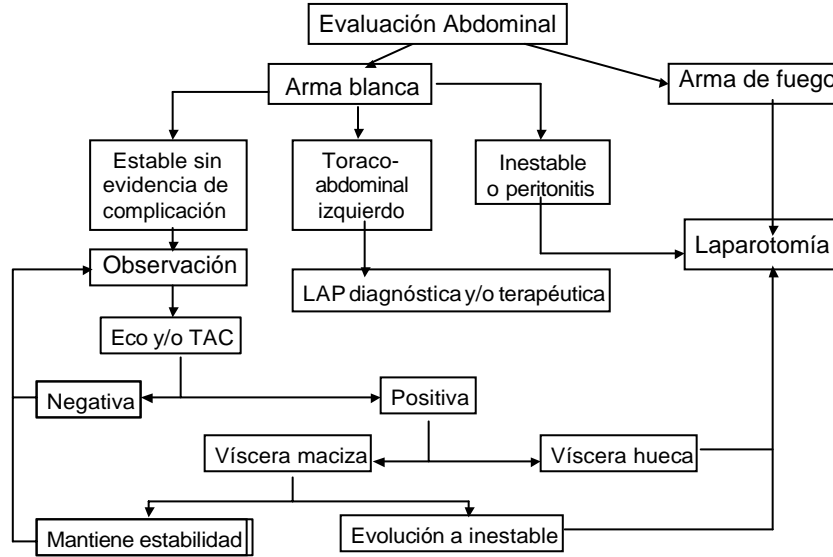 Evaluación Abdominal
Arma blanca
Arma de fuego
Estable sin
evidencia de
complicación
Toraco-
abdominal
izquierdo
Inestable
o peritonitis
Laparotomía
Observación
LAP diagnóstica y/o terapéutica
Eco y/o TAC
Negativa
Positiva
Víscera maciza
Víscera hueca
Mantiene estabilidad
Evolución a inestable